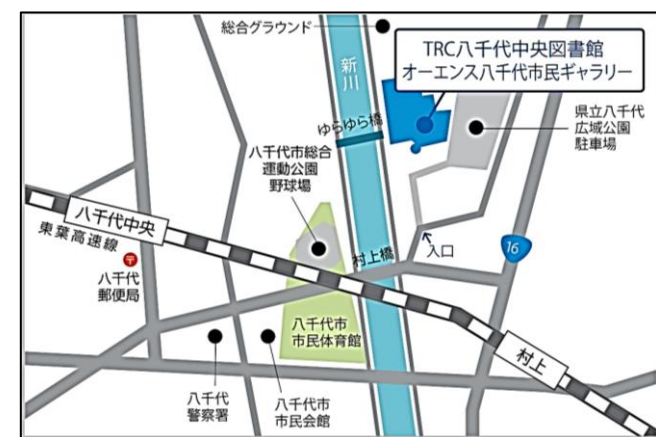 総合グラウンド
TRC八千代中央図書館
オーエンス八千代市民ギャラリー
新川
ゆらゆら橋
県立八千代
広域公園
駐車場
八千代市総合
運動公園
野球場
八千代中央
東葉高速線
〒
八千代
郵便局
村上橋
入口
16
八千代市
市民体育館
村上
八千代
警察署
八千代市
市民会館